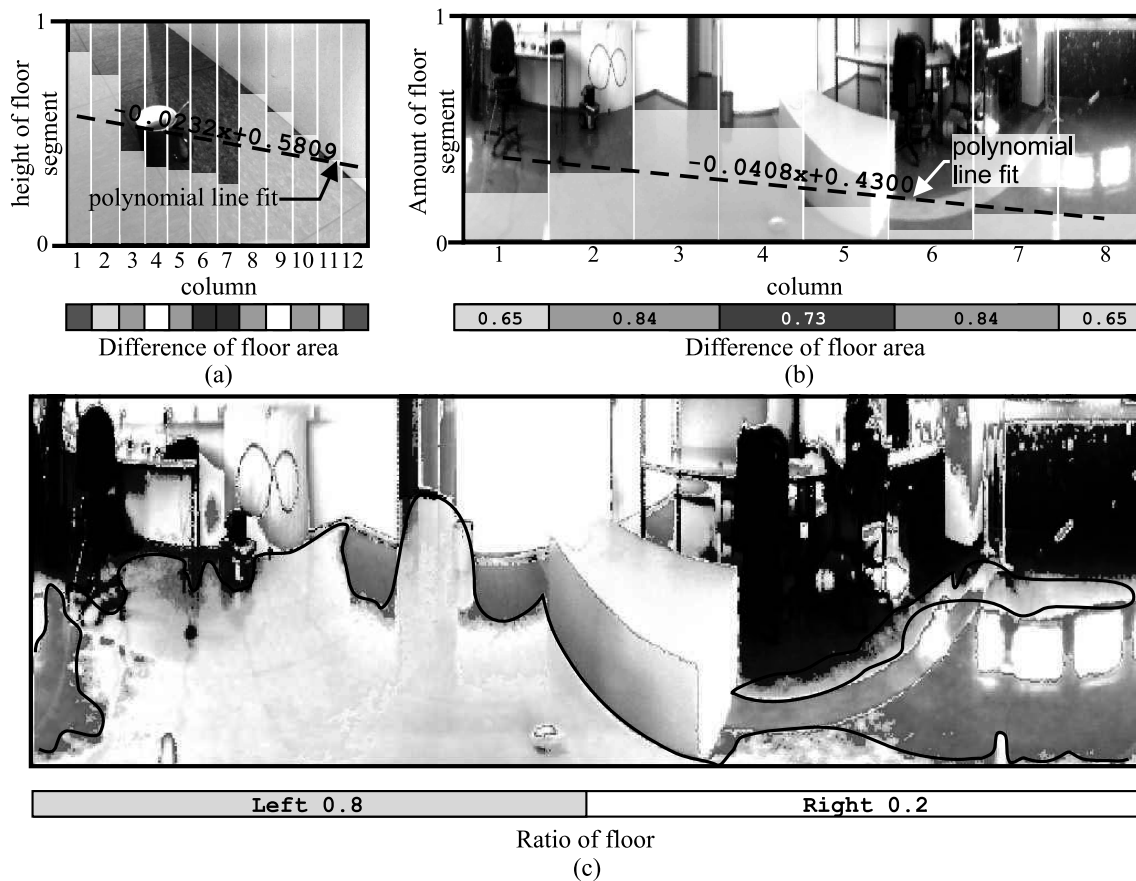 1
height of floor
segment
0
-0.0232x+0.5809
polynomial line fit
1 2 3 4 5 6 7 8 9 10 11 12
column
Difference of floor area
(a)
1
Amount of floor
segment
0
-0.0408x+0.4300
polynomial
line fit
1 2 3 4 5 6 7 8
column
0.65 0.84 0.73 0.84 0.65
Difference of floor area
(b)
Left 0.8 Right 0.2
Ratio of floor
(c)